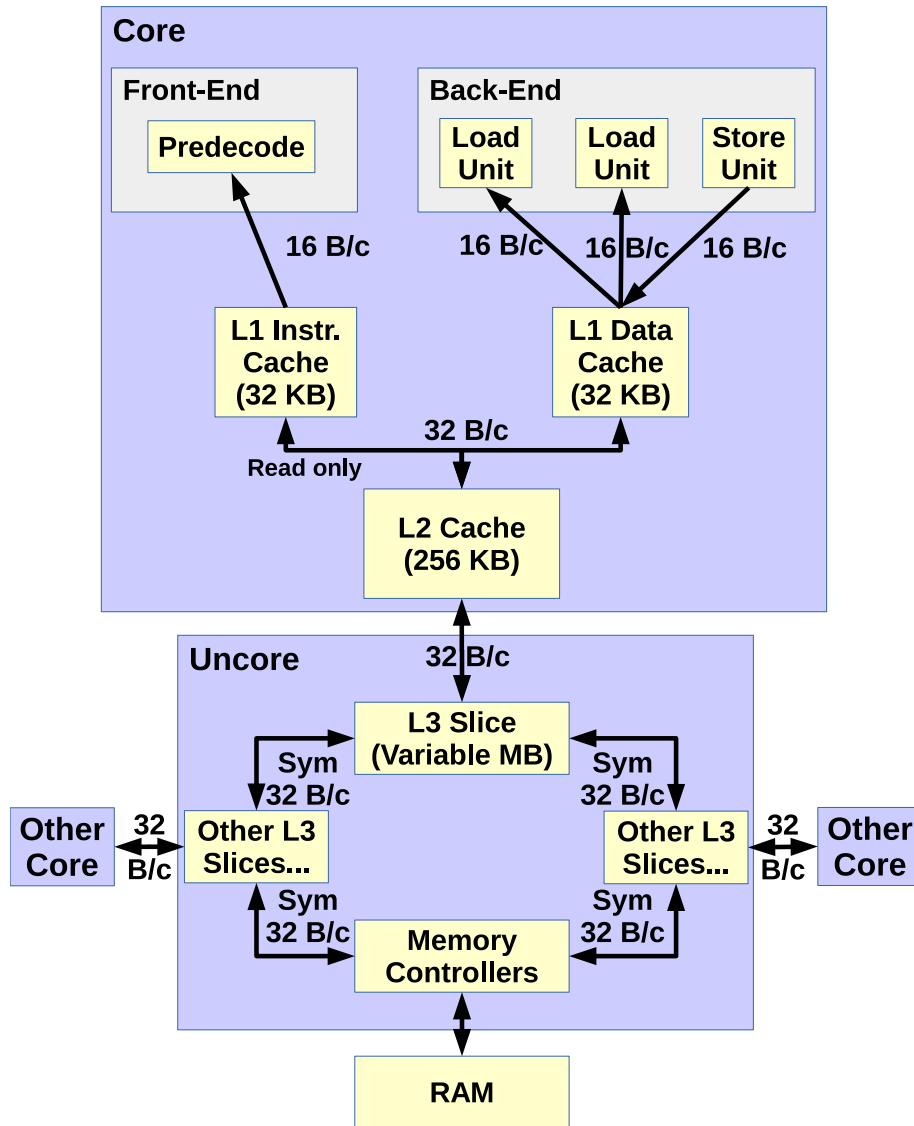 Core
Front-End
Back-End
Predecode
Load
Unit
Load
Unit
Store
Unit
16 B/c
16 B/c
16 B/c
16 B/c
L1 Instr.
Cache
(32 KB)
L1 Data
Cache
(32 KB)
32 B/c
Read only
L2 Cache
(256 KB)
Uncore
32 B/c
L3 Slice
(Variable MB)
Sym
32 B/c
Sym
32 B/c
Other
Core
32
B/c
Other L3
Slices...
Other L3
Slices...
32
B/c
Other
Core
Sym
32 B/c
Sym
32 B/c
Memory
Controllers
RAM